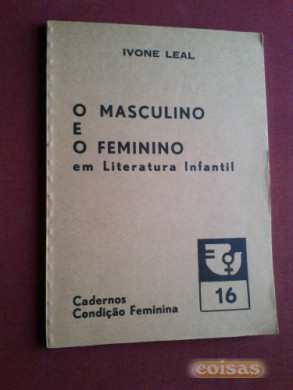 IVONE LEAL
O MASCULINO
E
O FEMININO
em Literatura Infantil
16
Cadernos
Condição Feminina
coisas